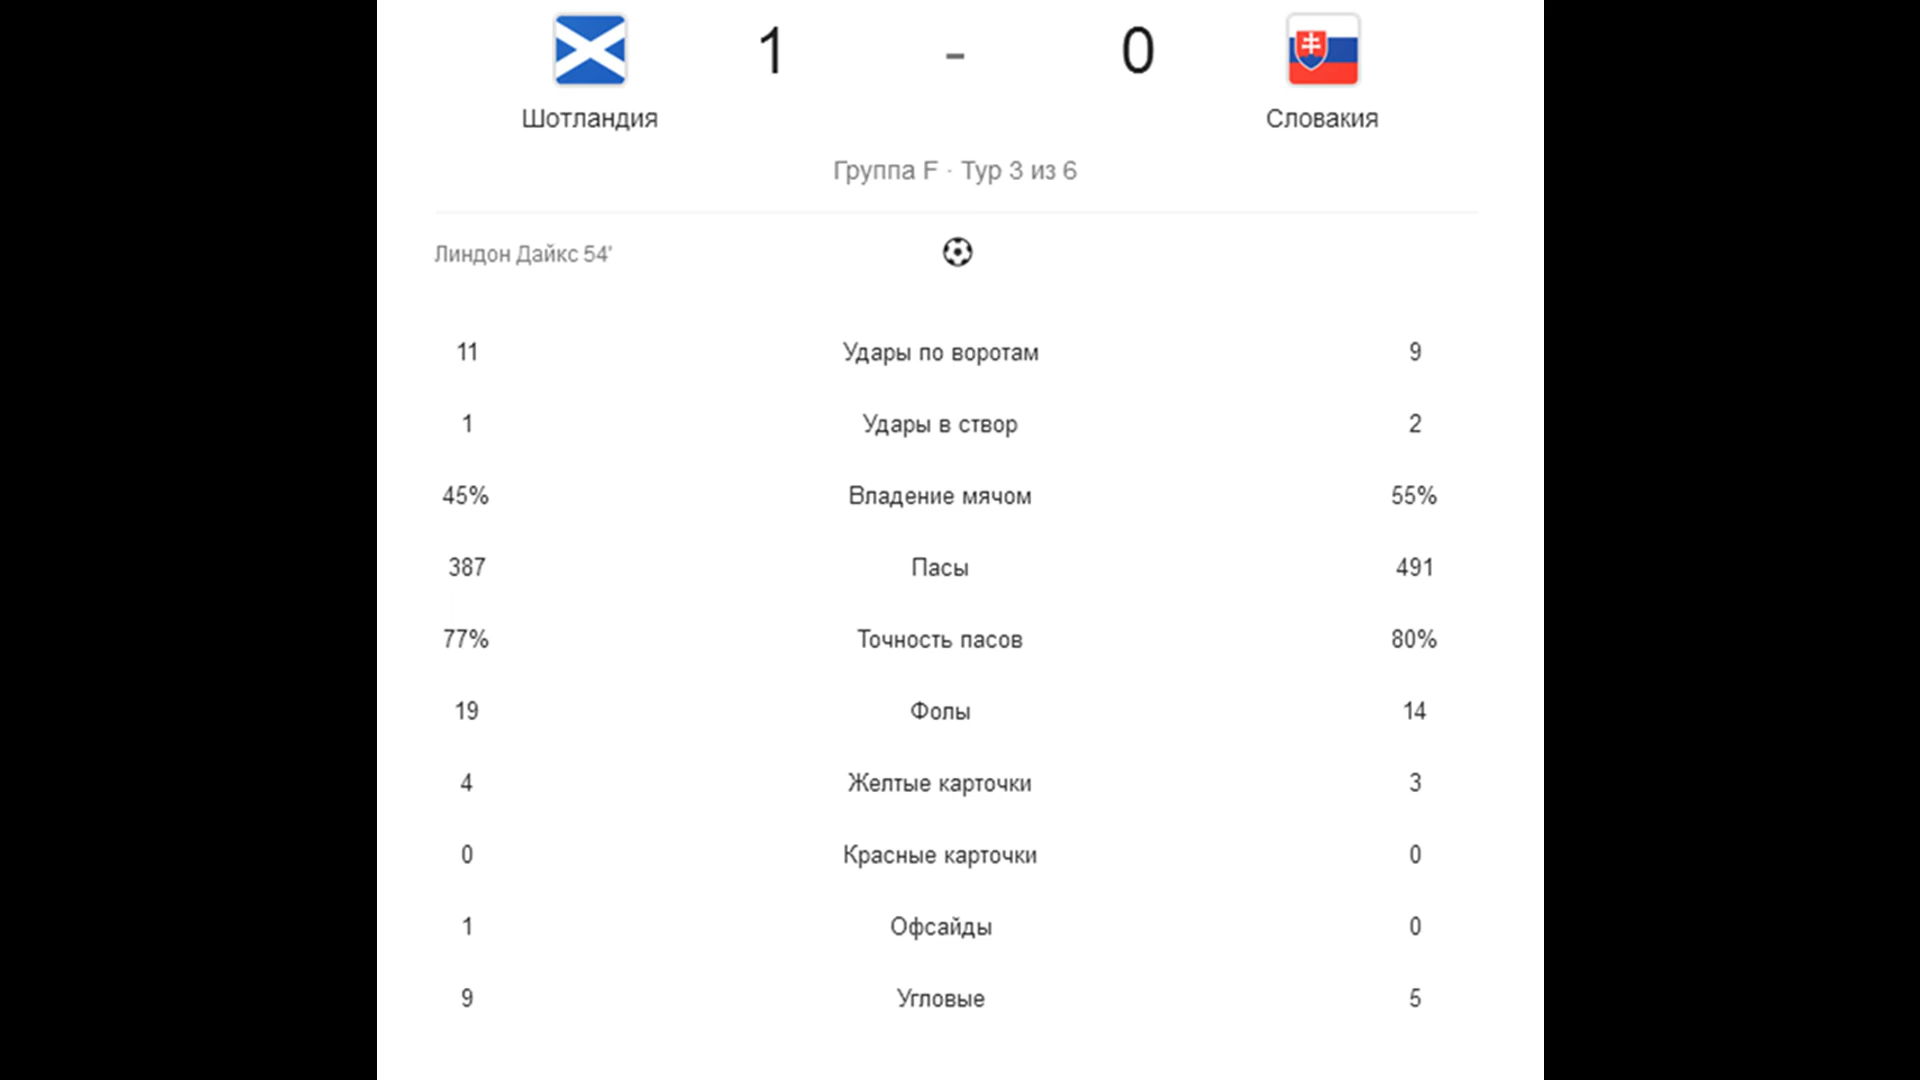 1 - 0
Шотландия Словакия
Группа F · Тур 3 из 6
Линдон Дайкс 54'
11 Удары по воротам 9
1 Удары в створ 2
45% Владение мячом 55%
387 Пасы 491
77% Точность пасов 80%
19 Фолы 14
4 Желтые карточки 3
0 Красные карточки 0
1 Офсайды 0
9 Угловые 5